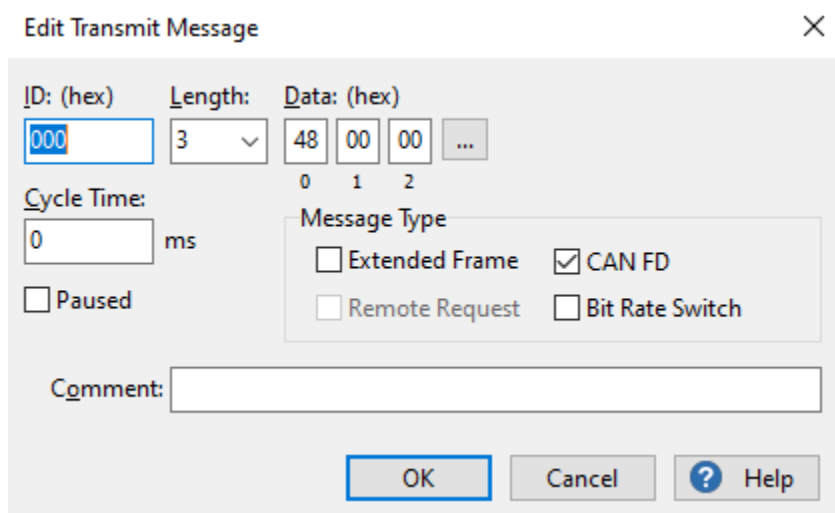 Edit Transmit Message
ID: (hex) Length: Data: (hex)
000 3 48 00 00 ...
0 1 2
Cycle Time:
0 ms
Message Type
Extended Frame CAN FD
Paused
Remote Request Bit Rate Switch
Comment:
OK Cancel ? Help